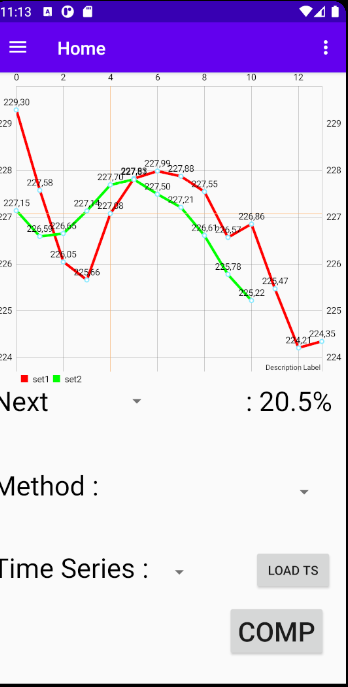 11:13
Home
0 2 4 6 8 10 12
229,30
229 229
228 227,99 228
227,58 227,70 227,83 227,88
227,15 227,14 227,50 227,55
227 227,08 227,21 227
226,59 226,65 226,61 226,57 226,86
226 226,05 226
225,66 225,78 225,47
225 225,22 225
224,21 224,35
224 224
Description Label
set1 set2
Next : 20.5%
Method :
Time Series : LOAD TS
COMP